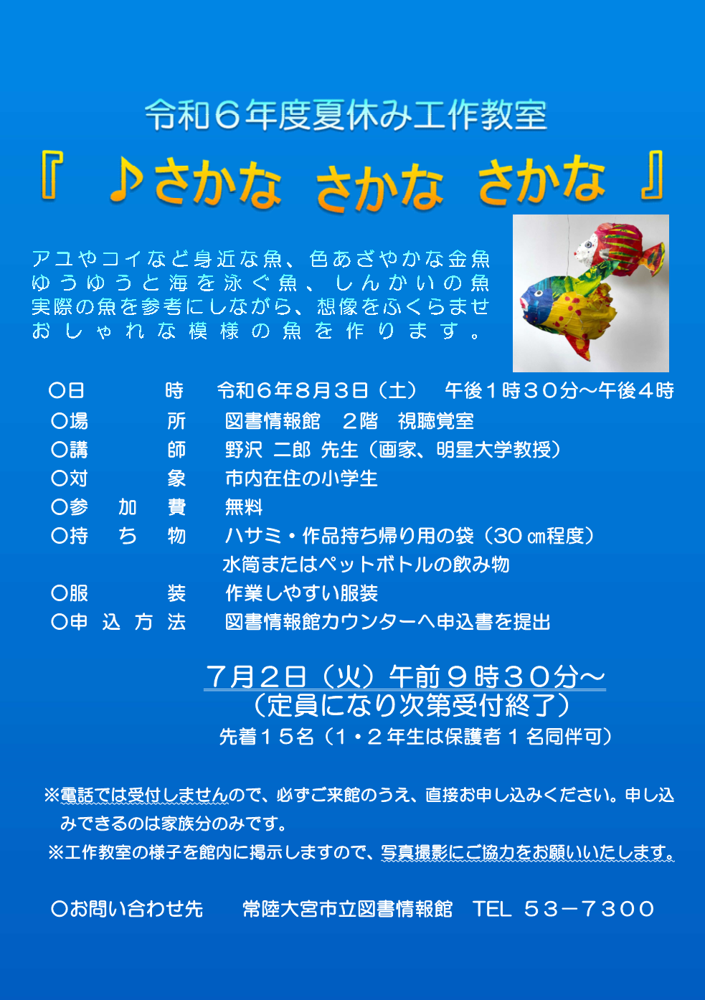 令和６年度夏休み工作教室
『 ♪さかな さかな さかな 』
アユやコイなど身近な魚、色あざやかな金魚
ゆうゆうと海を泳ぐ魚、しんかいの魚
実際の魚を参考にしながら、想像をふくらませ
おしゃれな模様の魚を作ります。
〇日時　令和６年８月３日（土）　午後１時３０分～午後４時
〇場所　図書情報館　２階　視聴覚室
〇講師　野沢 二郎 先生（画家、明星大学教授）
〇対象　市内在住の小学生
〇参加費　無料
〇持ち物　ハサミ・作品持ち帰り用の袋（30㎝程度）
水筒またはペットボトルの飲み物
〇服装　作業しやすい服装
〇申込方法　図書情報館カウンターへ申込書を提出
７月２日（火）午前９時３０分～
（定員になり次第受付終了）
先着１５名（1・２年生は保護者１名同伴可）
※電話では受付しませんので、必ずご来館のうえ、直接お申し込みください。申し込
みできるのは家族分のみです。
※工作教室の様子を館内に掲示しますので、写真撮影にご協力をお願いいたします。
〇お問い合わせ先　常陸大宮市立図書情報館　TEL ５３－７３００